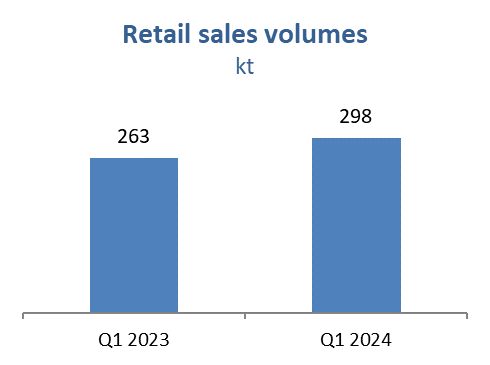 Retail sales volumes
kt
263
298
Q1 2023
Q1 2024